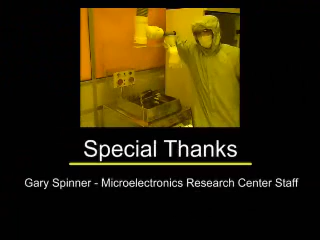 Special Thanks
Gary Spinner - Microelectronics Research Center Staff